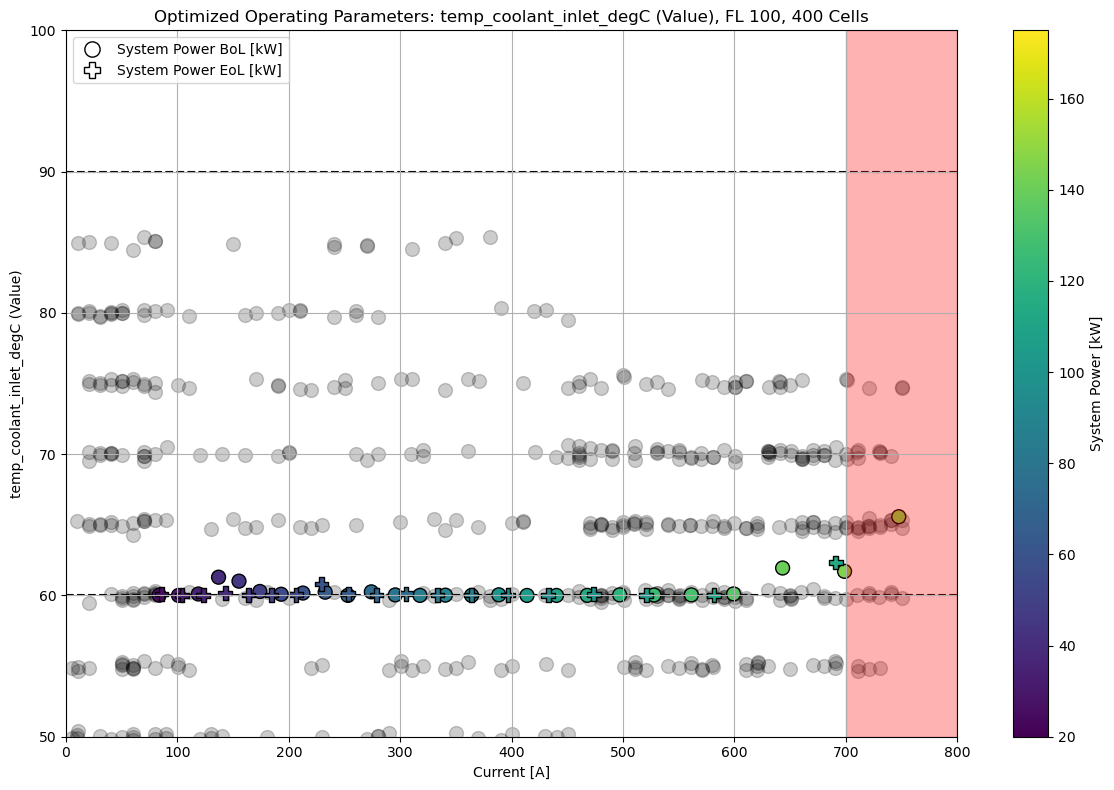 Optimized Operating Parameters: temp_coolant_inlet_degC (Value), FL 100, 400 Cells
System Power BoL [kW]
System Power EoL [kW]
temp_coolant_inlet_degC (Value)
100
90
80
70
60
50
0 100 200 300 400 500 600 700 800
Current [A]
160
140
120
100
80
60
40
20
System Power [kW]